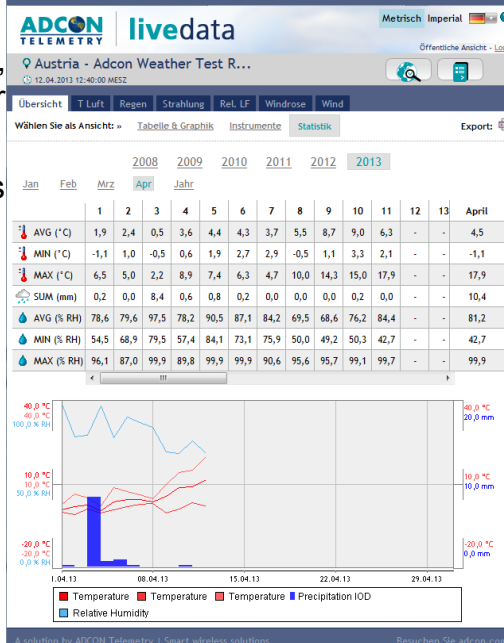 ADCON
TELEMETRY
livedata
Metrisch Imperial
Öffentliche Ansicht -
Austria - Adcon Weather Test R...
12.04.2013 12:40:00 MESZ
Übersicht T Luft Regen Strahlung Rel. LF Windrose Wind
Wählen Sie als Ansicht: » Tabelle & Graphik Instrumente Statistik Export:
2008 2009 2010 2011 2012 2013
Jan Feb Mrz Apr Jahr
1 2 3 4 5 6 7 8 9 10 11 12 13 April
AVG (°C) 1,9 2,4 0,5 3,6 4,4 4,3 3,7 5,5 8,7 9,0 6,3 - - 4,5
MIN (°C) -1,1 1,0 -0,5 0,6 1,9 2,7 2,9 -0,5 1,1 3,3 2,1 - - -1,1
MAX (°C) 6,5 5,0 2,2 8,9 7,4 6,3 4,7 10,0 14,3 15,0 17,9 - - 17,9
SUM (mm) 0,2 0,0 8,4 0,6 0,8 0,2 0,0 0,0 0,0 0,2 0,0 - - 10,4
AVG (% RH) 78,6 79,6 97,5 78,2 90,5 87,1 84,2 69,5 68,6 76,2 84,4 - - 81,2
MIN (% RH) 54,5 68,9 79,5 57,4 84,1 73,1 75,9 50,0 49,2 50,3 42,7 - - 42,7
MAX (% RH) 96,1 87,0 99,9 89,8 99,9 99,9 90,6 95,6 95,7 99,1 99,7 - - 99,9
40,0 °C 40,0 °C
40,0 °C 20,0 mm
100,0 % RH
10,0 °C 10,0 °C
10,0 °C 10,0 mm
50,0 % RH
-20,0 °C -20,0 °C
-20,0 °C 0,0 mm
0,0 % RH
.04.13 08.04.13 15.04.13 22.04.13 29.04.13
Temperature Temperature Temperature Precipitation IOD
Relative Humidity
A solution by ADCON Telemetry | Smart wireless solutions Besuchen Sie adcon.com